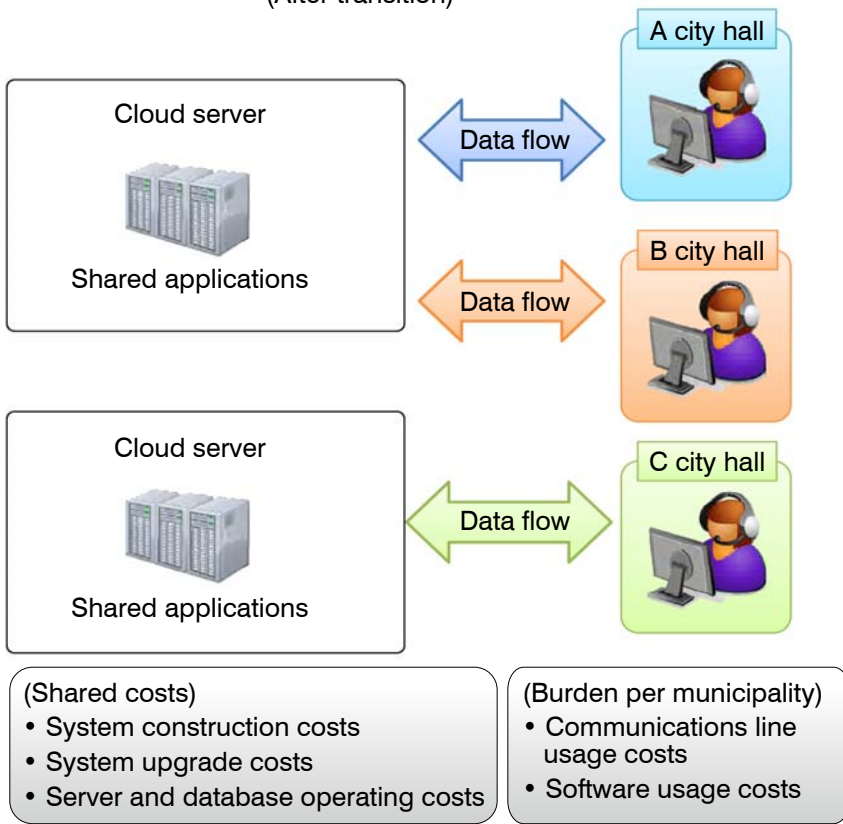 (After transition)
A city hall
Cloud server
Data flow
Shared applications
B city hall
Data flow
Cloud server
C city hall
Data flow
Shared applications
(Shared costs)
• System construction costs
• System upgrade costs
• Server and database operating costs
(Burden per municipality)
• Communications line
usage costs
• Software usage costs